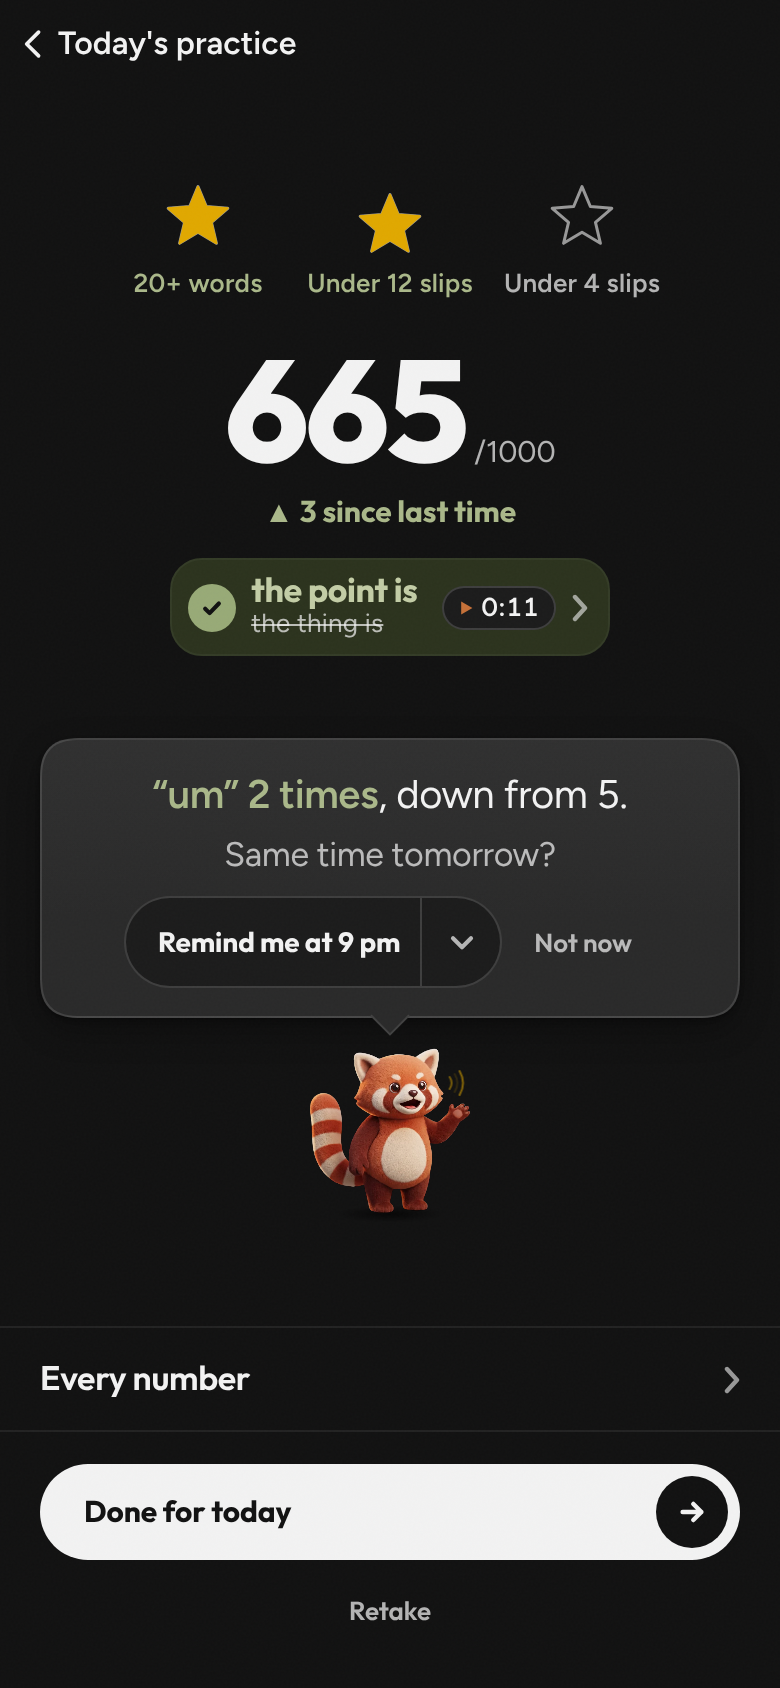 Today's practice
20+ words
Under 12 slips
Under 4 slips
665 /1000
▲ 3 since last time
the point is
the thing is
0:11
“um” 2 times, down from 5.
Same time tomorrow?
Remind me at 9 pm
Not now
Every number
Done for today
Retake